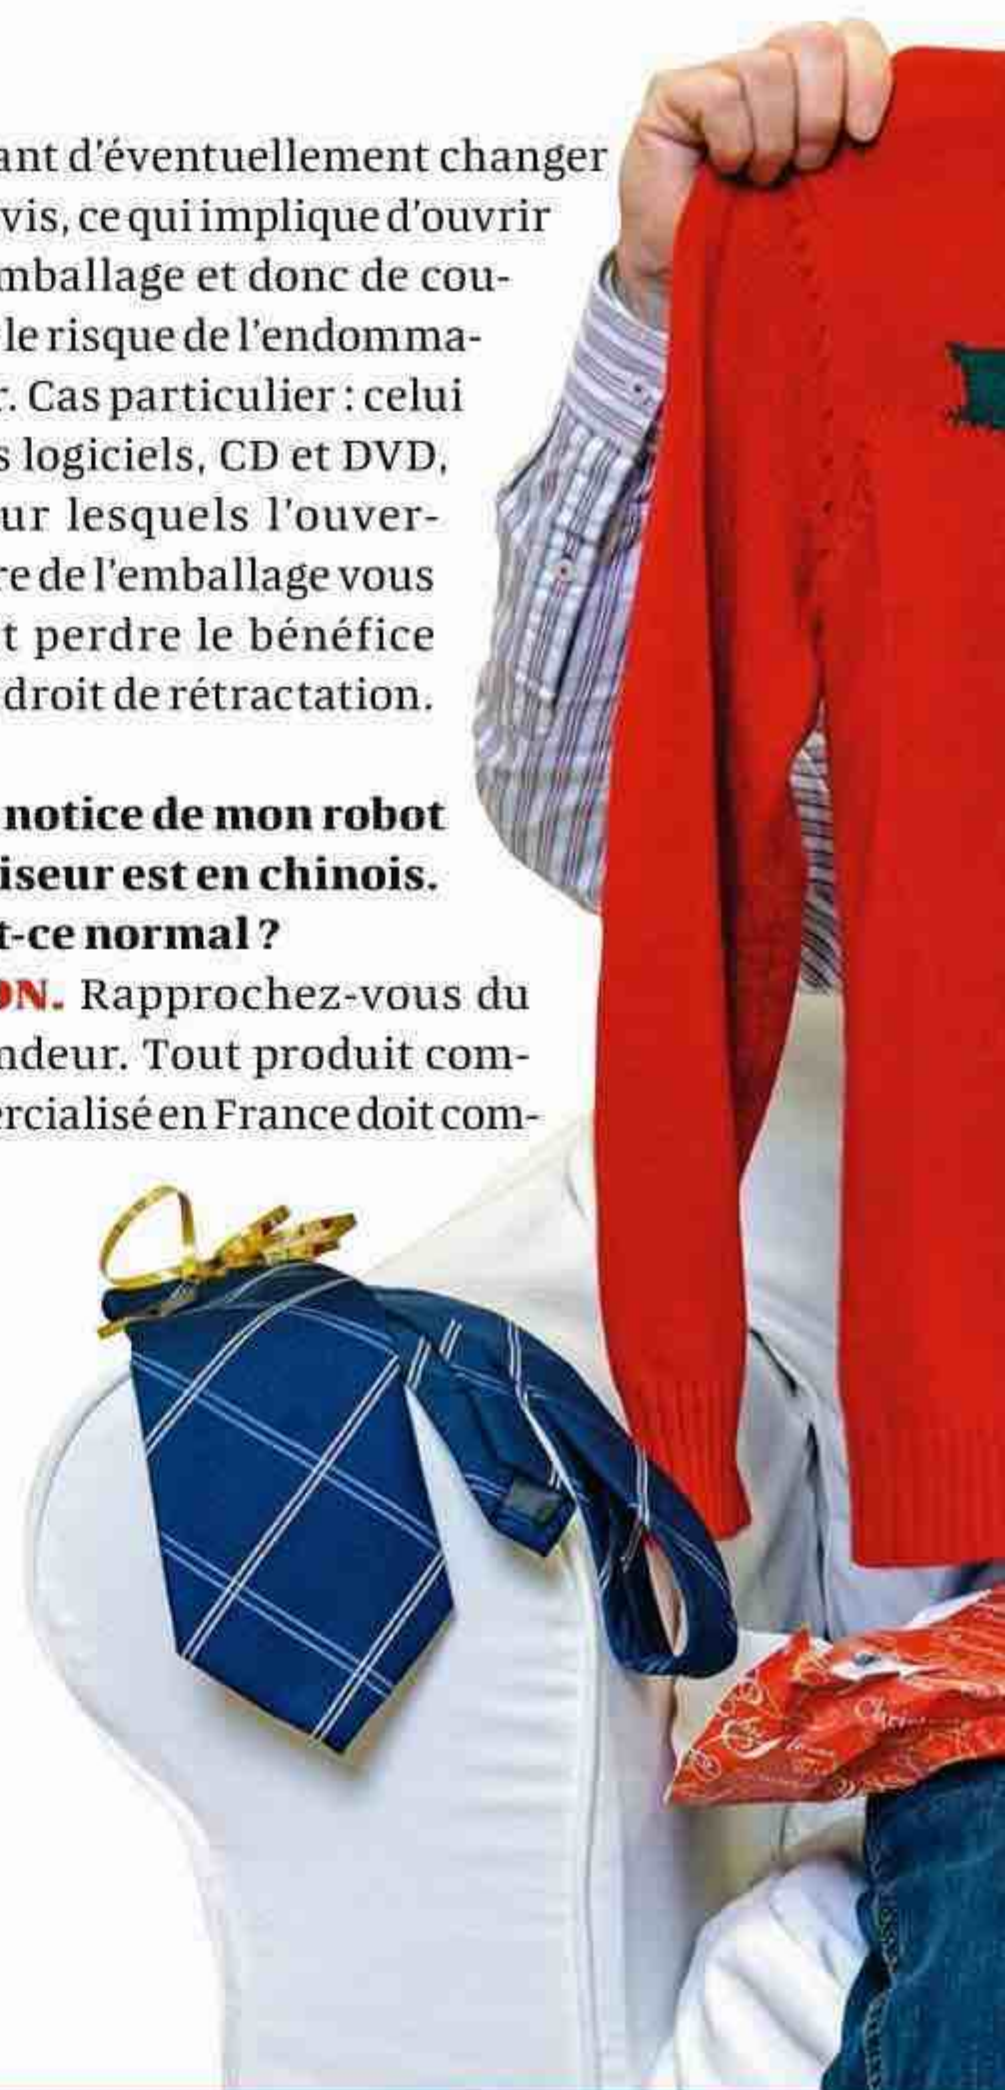 ant d'éventuellement changer
vis, ce qui implique d'ouvrir
mballage et donc de cou-
le risque de l'endomma-
r. Cas particulier : celui
s logiciels, CD et DVD,
ur lesquels l'ouver-
re de l'emballage vous
t perdre le bénéfice
droit de rétractation.
notice de mon robot
iseur est en chinois.
t-ce normal ?
ON. Rapprochez-vous du
ndeur. Tout produit com-
ercialisé en France doit com-